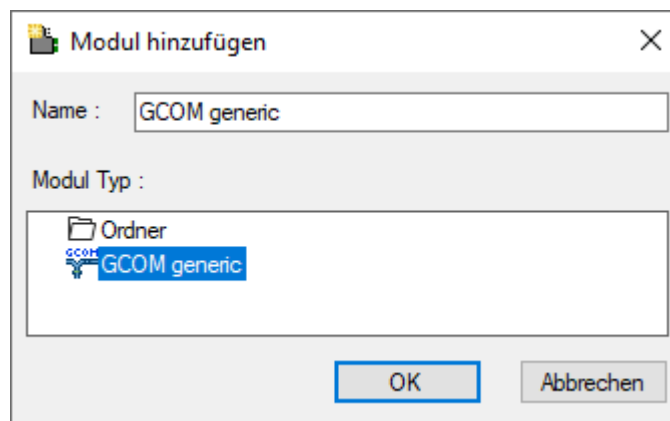 Modul hinzufügen
Name : GCOM generic
Modul Typ :
Ordner
GCOM GCOM generic
OK Abbrechen